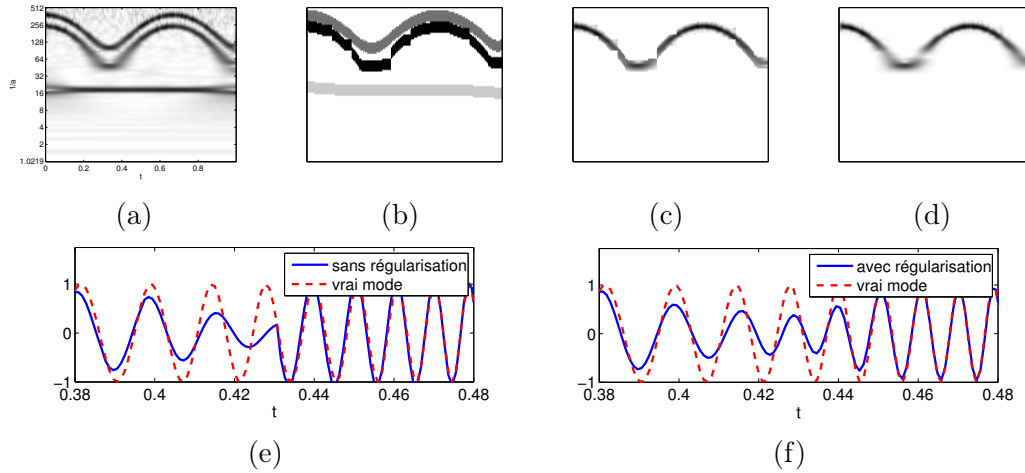 512
256
128
64
32
16
8
4
2
1.0219
1/a
0 0.2 0.4 0.6 0.8
t
(a) (b) (c) (d)
sans régularisation
vrai mode
1
0
−1
0.38 0.4 0.42 0.44 0.46 0.48
t
(e)
avec régularisation
vrai mode
1
0
−1
0.38 0.4 0.42 0.44 0.46 0.48
t
(f)